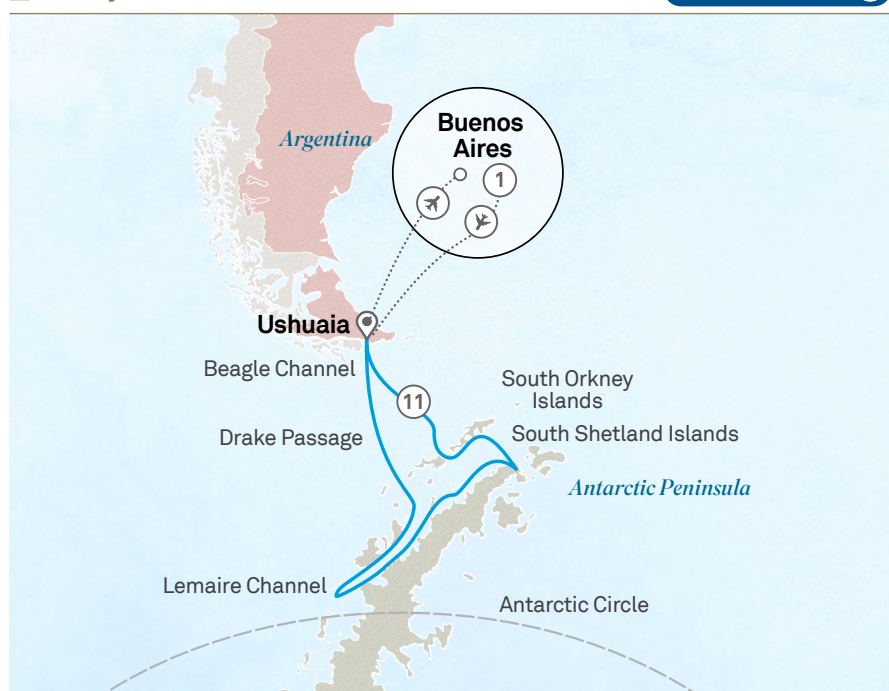 Argentina
Buenos
Aires
1
Ushuaia
Beagle Channel
11
South Orkney
Islands
Drake Passage
South Shetland Islands
Antarctic Peninsula
Lemaire Channel
Antarctic Circle